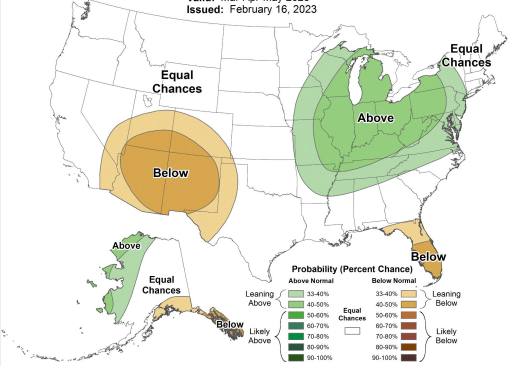 Issued: February 16, 2023
Equal
Chances
Equal
Chances
Above
Below
Above
Equal
Chances
Below
Below
Probability (Percent Chance)
Above Normal
Below Normal
Leaning
Above
33-40%
40-50%
50-60%
60-70%
70-80%
80-90%
90-100%
Likely
Above
Equal
Chances
33-40%
40-50%
50-60%
60-70%
70-80%
80-90%
90-100%
Leaning
Below
Likely
Below